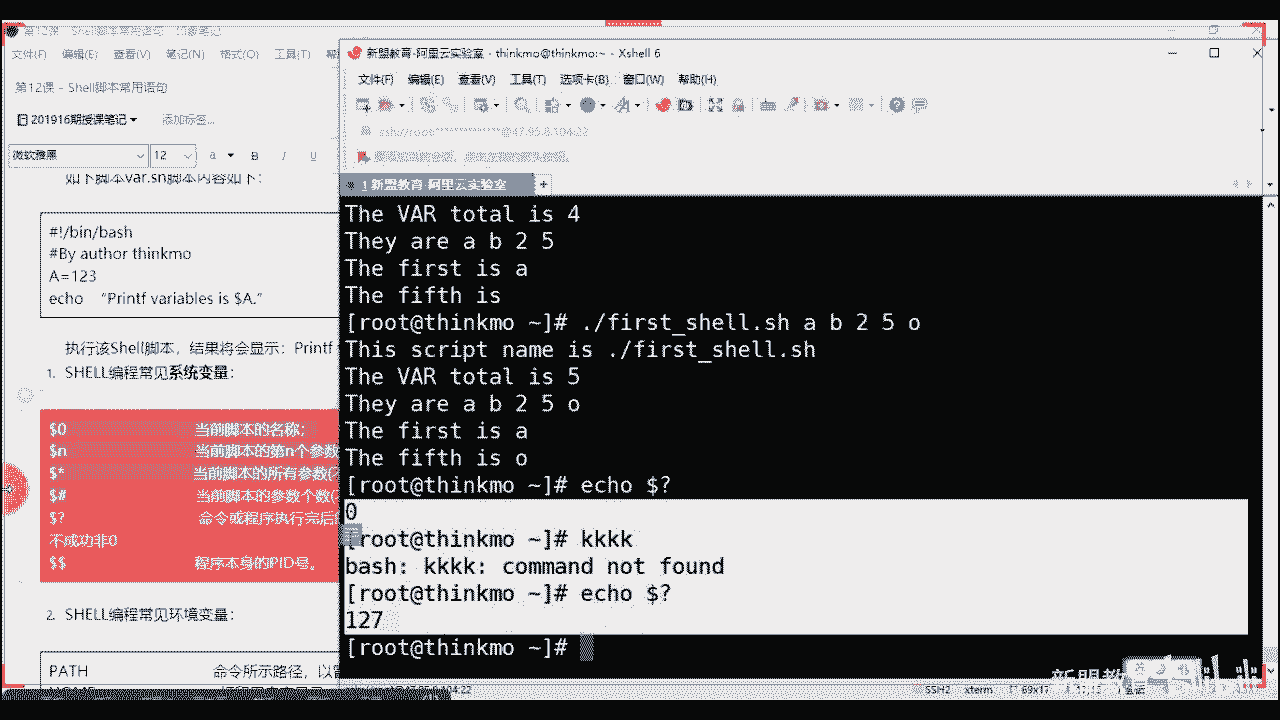 第12课 - Shell脚本常用语句
文件(F) 编辑(E) 查看(V) 笔记(N) 格式(O) 工具(T)
第12课 - Shell脚本常用语句
201916期授课笔记 添加标签...
微软雅黑 12 a B I U
如下脚本var.sh脚本内容如下：
#!/bin/bash
#By author thinkmo
A=123
echo “Printf variables is $A.”
执行该Shell脚本，结果将会显示：Printf
1. SHELL编程常见系统变量：
$0 当前脚本的名称；
$n 当前脚本的第n个参数
$* 当前脚本的所有参数(
$# 当前脚本的参数个数(
$? 命令或程序执行完后
不成功非0
$$ 程序本身的PID号。
2. SHELL编程常见环境变量：
PATH 命令所示路径，以
新盟教育-阿里云实验室 - thinkmo@thinkmo:~ - Xshell 6
文件(F) 编辑(E) 查看(V) 工具(T) 选项卡(B) 窗口(W) 帮助(H)
1 新盟教育-阿里云实验室
The VAR total is 4
They are a b 2 5
The first is a
The fifth is
[root@thinkmo ~]# ./first_shell.sh a b 2 5 o
This script name is ./first_shell.sh
The VAR total is 5
They are a b 2 5 o
The first is a
The fifth is o
[root@thinkmo ~]# echo $?
0
[root@thinkmo ~]# kkkk
bash: kkkk: command not found
[root@thinkmo ~]# echo $?
127
[root@thinkmo ~]#
SSH2 xterm